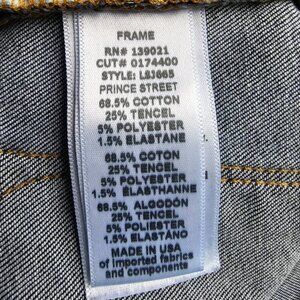 FRAME
RN# 139021
CUT# 0174400
STYLE: LSJ665
PRINCE STREET
68.5% COTTON
25% TENCEL
5% POLYESTER
1.5% ELASTANE
68.5% COTON
25% TENCEL
5% POLYESTER
1.5% ÉLASTHANNE
68.5% ALGODÓN
25% TENCEL
5% POLIESTER
1.5% ELASTANO
MADE IN USA
of imported fabrics
and components